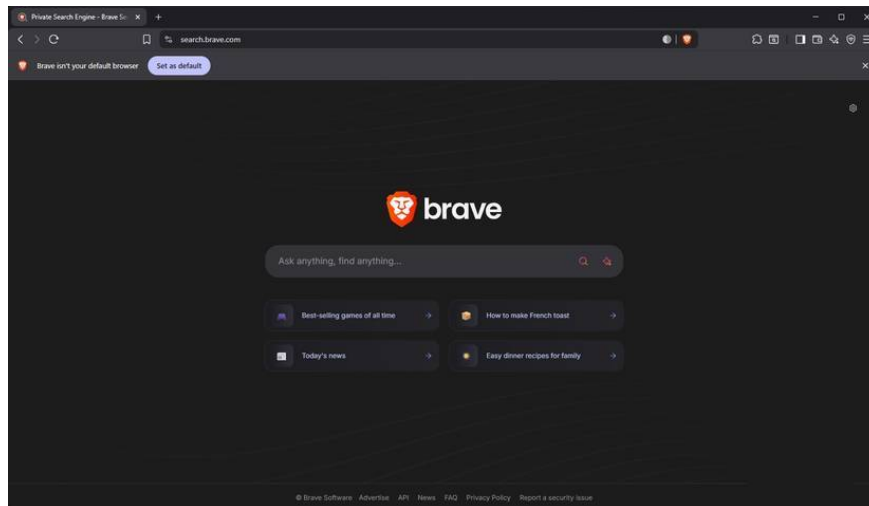 Private Search Engine - Brave Se
search.brave.com
Brave isn't your default browser Set as default
brave
Ask anything, find anything...
Best-selling games of all time
How to make French toast
Today's news
Easy dinner recipes for family
© Brave Software Advertise API News FAQ Privacy Policy Report a security issue